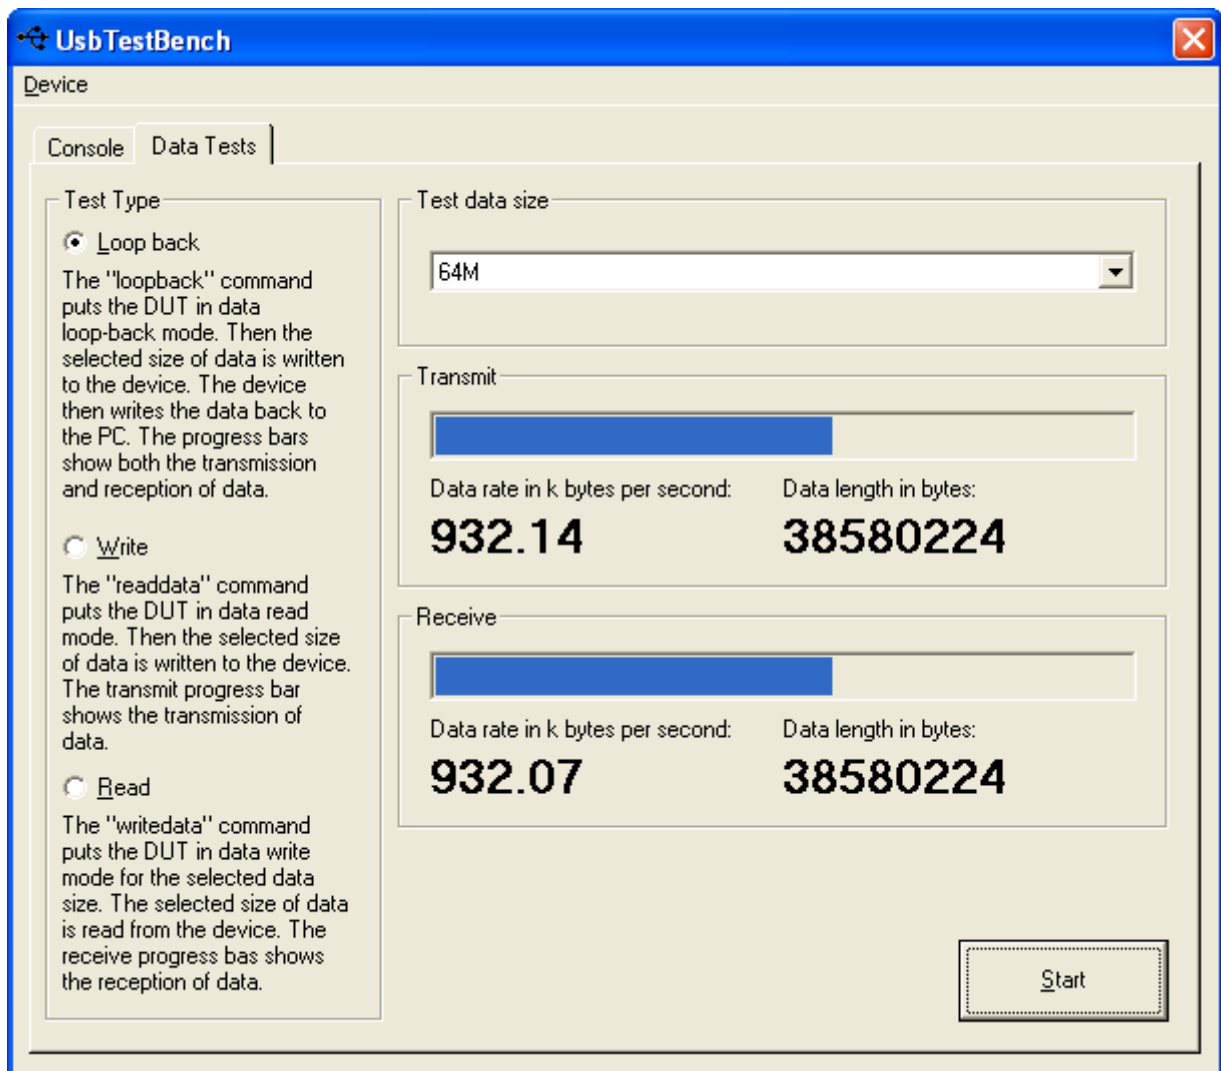 UsbTestBench
Device
Console
Data Tests
Test Type
Loop back
The "loopback" command
puts the DUT in data
loop-back mode. Then the
selected size of data is written
to the device. The device
then writes the data back to
the PC. The progress bars
show both the transmission
and reception of data.
Write
The "readdata" command
puts the DUT in data read
mode. Then the selected size
of data is written to the device.
The transmit progress bar
shows the transmission of
data.
Read
The "writedata" command
puts the DUT in data write
mode for the selected data
size. The selected size of data
is read from the device. The
receive progress bas shows
the reception of data.
Test data size
64M
Transmit
Data rate in k bytes per second:
Data length in bytes:
932.14
38580224
Receive
Data rate in k bytes per second:
Data length in bytes:
932.07
38580224
Start